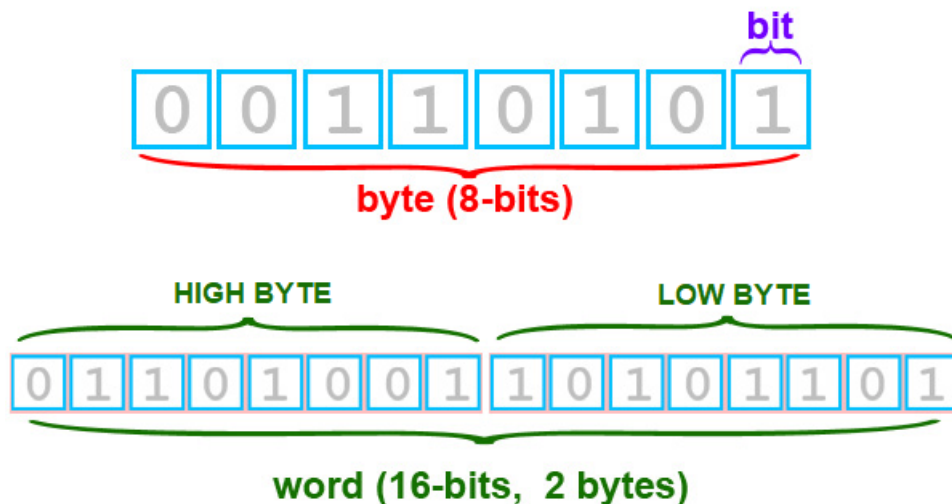 bit
0 0 1 1 0 1 0 1
byte (8-bits)
HIGH BYTE LOW BYTE
0 1 1 0 1 0 0 1 1 0 1 0 1 1 0 1
word (16-bits, 2 bytes)